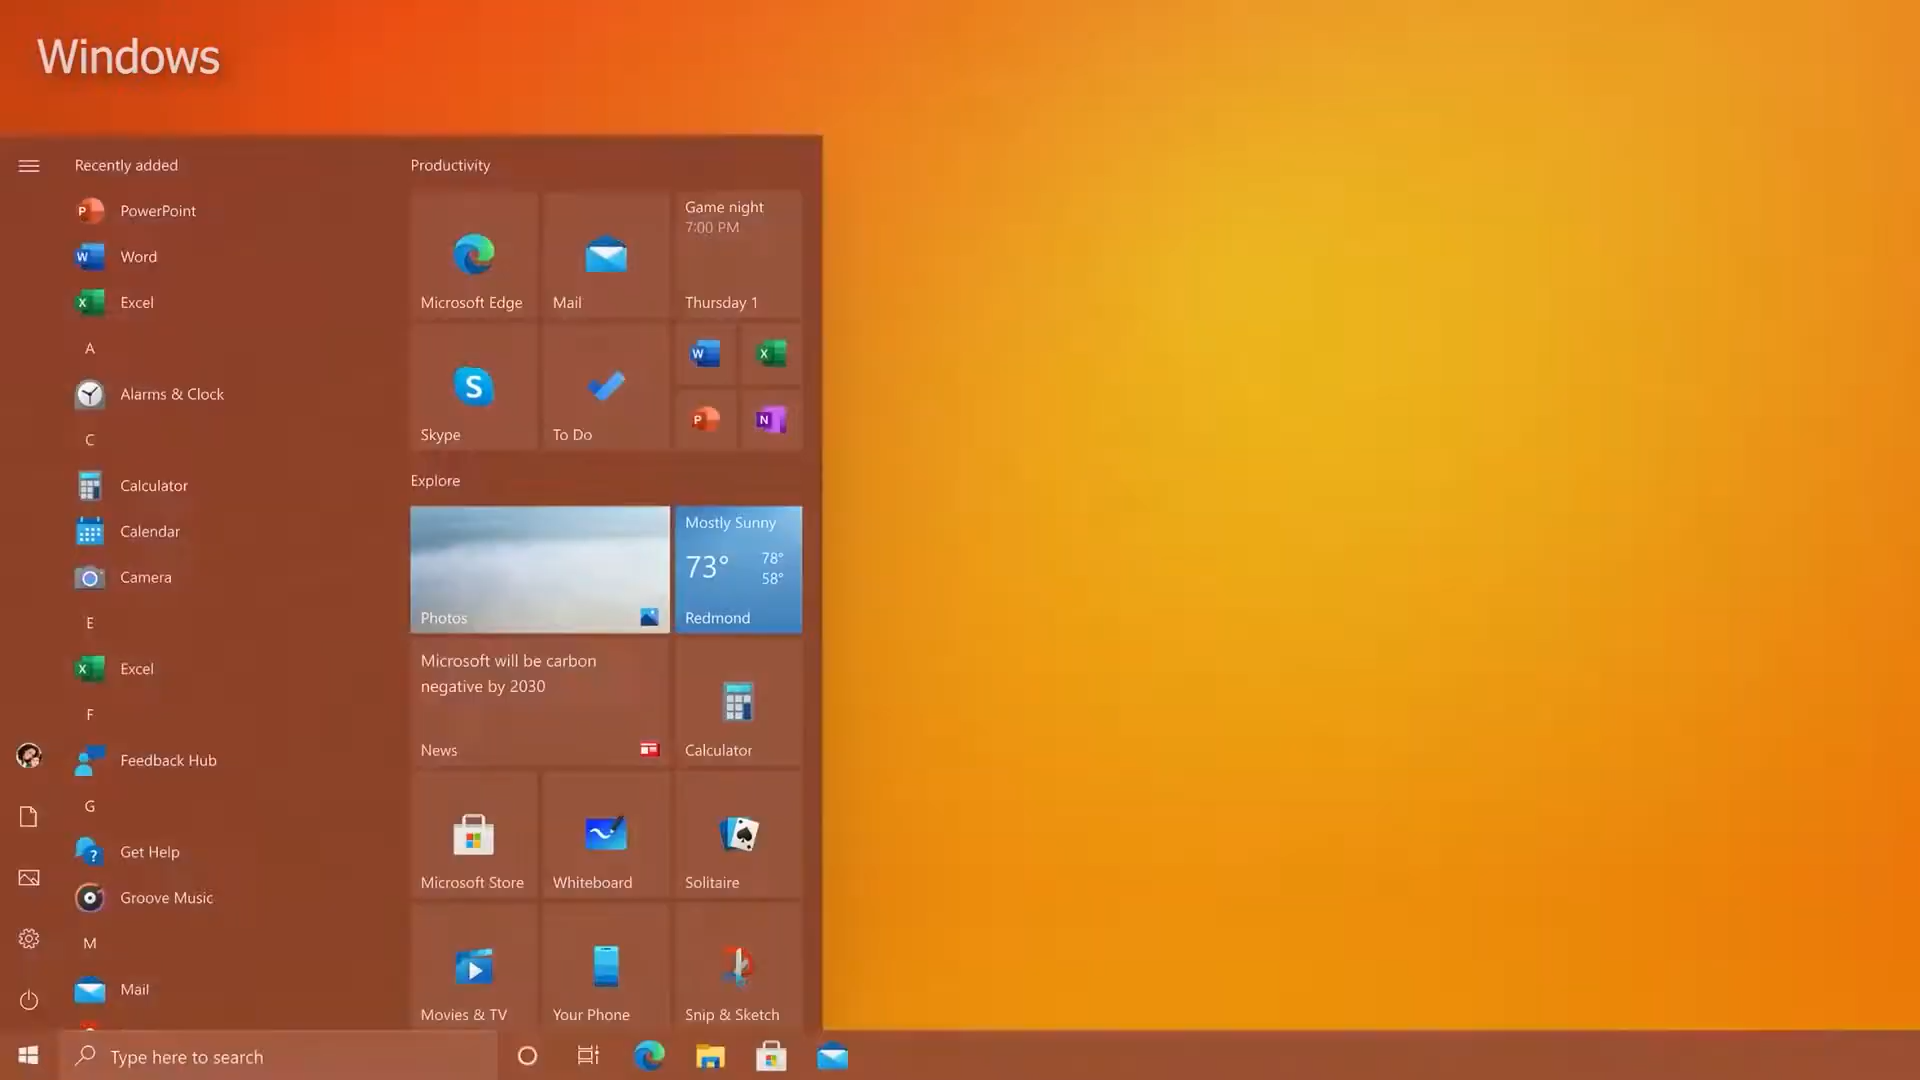 Windows
Recently added
PowerPoint
Word
Excel
A
Alarms & Clock
C
Calculator
Calendar
Camera
E
Excel
F
Feedback Hub
G
Get Help
Groove Music
M
Mail
Productivity
Microsoft Edge
Mail
Game night
7:00 PM
Thursday 1
Skype
To Do
Explore
Photos
Mostly Sunny
73°
78°
58°
Redmond
Microsoft will be carbon
negative by 2030
News
Calculator
Microsoft Store
Whiteboard
Solitaire
Movies & TV
Your Phone
Snip & Sketch
Type here to search